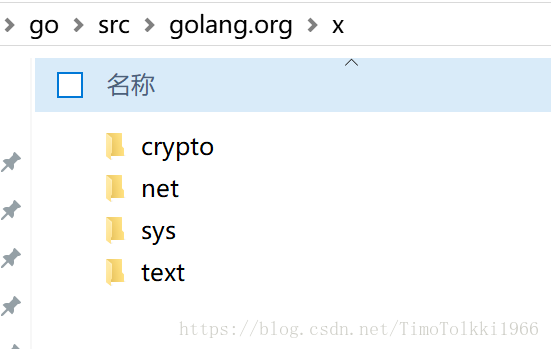 go src golang.org x
名称
crypto
net
sys
text
https://blog.csdn.net/TimoTolkki1966